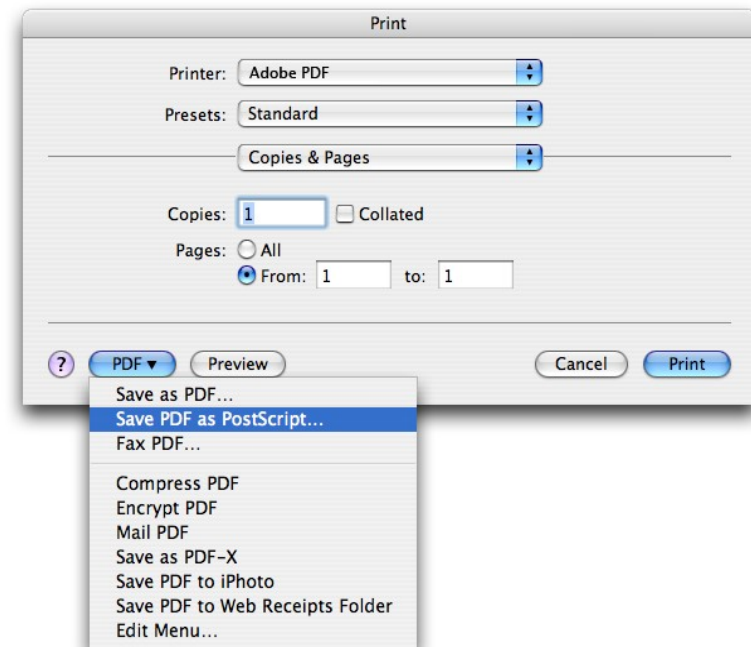 Print
Printer: Adobe PDF
Presets: Standard
Copies & Pages
Copies: 1 Collated
Pages: All
From: 1 to: 1
? PDF ▼ Preview Cancel Print
Save as PDF...
Save PDF as PostScript...
Fax PDF...
Compress PDF
Encrypt PDF
Mail PDF
Save as PDF-X
Save PDF to iPhoto
Save PDF to Web Receipts Folder
Edit Menu...